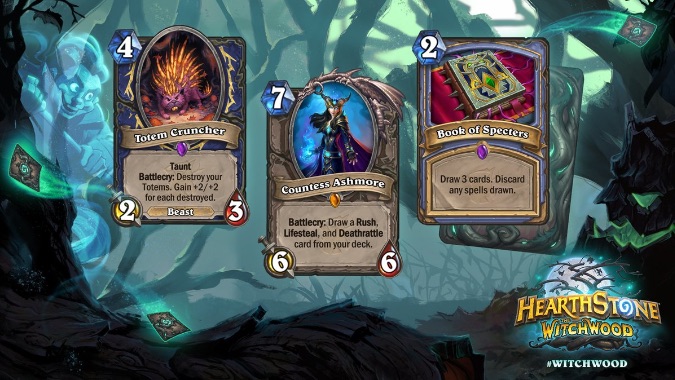 4
Totem Cruncher
Taunt
Battlecry: Destroy your
Totems. Gain +2/+2
for each destroyed.
2
Beast
3
7
Countess Ashmore
Battlecry: Draw a Rush,
Lifesteal, and Deathrattle
card from your deck.
6
6
2
Book of Specters
Draw 3 cards. Discard
any spells drawn.
HEARTHSTONE
THE
WITCHWOOD
#WITCHWOOD